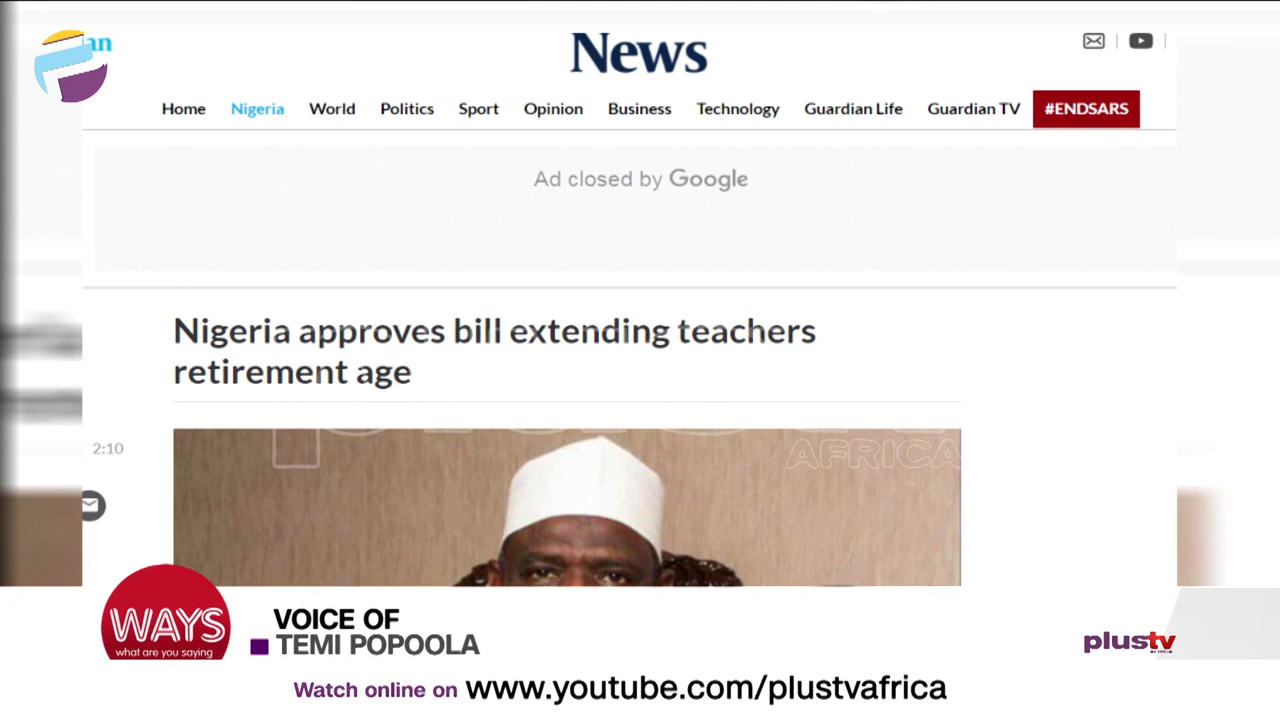 an
News
Home Nigeria World Politics Sport Opinion Business Technology Guardian Life Guardian TV #ENDSARS
Ad closed by Google
Nigeria approves bill extending teachers
retirement age
2:10
AFRICA
WAYS
what are you saying
VOICE OF
TEMI POPOOLA
plustv
Watch online on www.youtube.com/plustvafrica